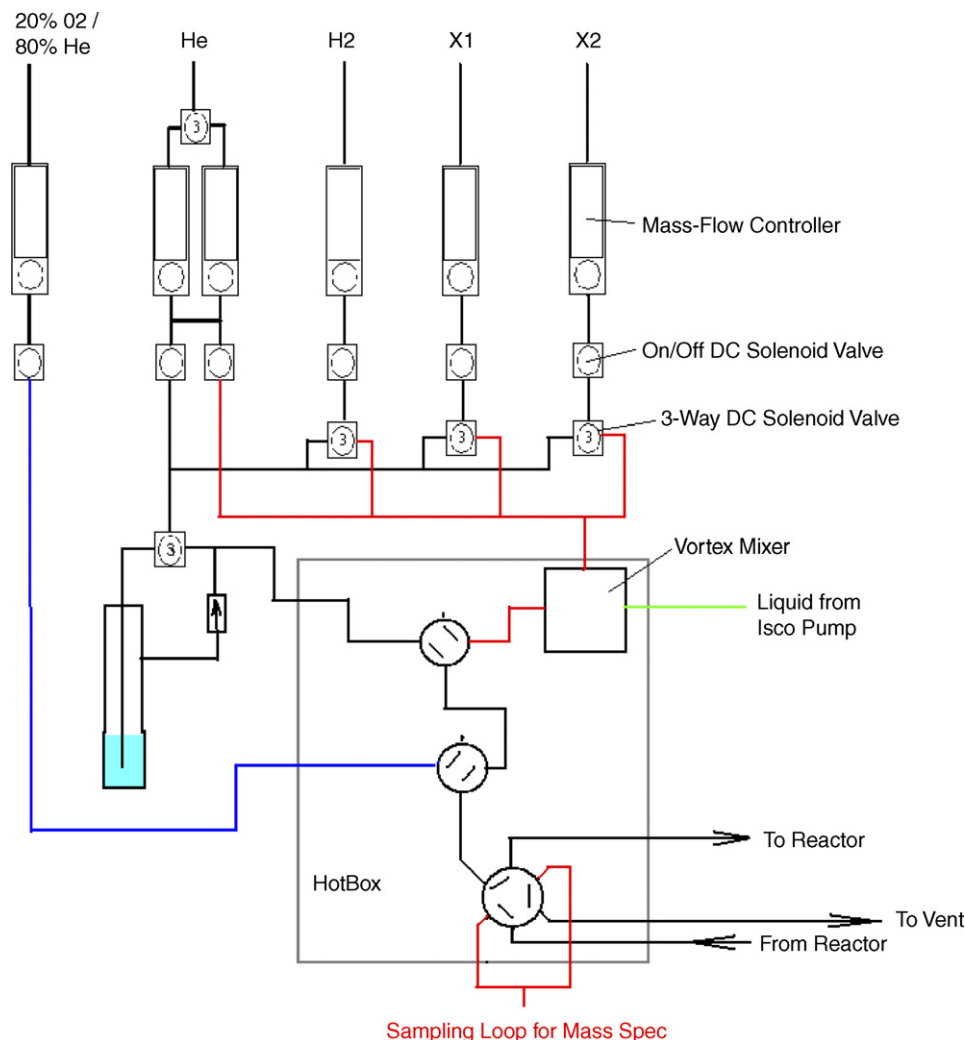 20% 02 /
80% He
He
H2
X1
X2
3
Mass-Flow Controller
On/Off DC Solenoid Valve
3-Way DC Solenoid Valve
3
3
3
3
Vortex Mixer
Liquid from
Isco Pump
To Reactor
HotBox
To Vent
From Reactor
Sampling Loop for Mass Spec